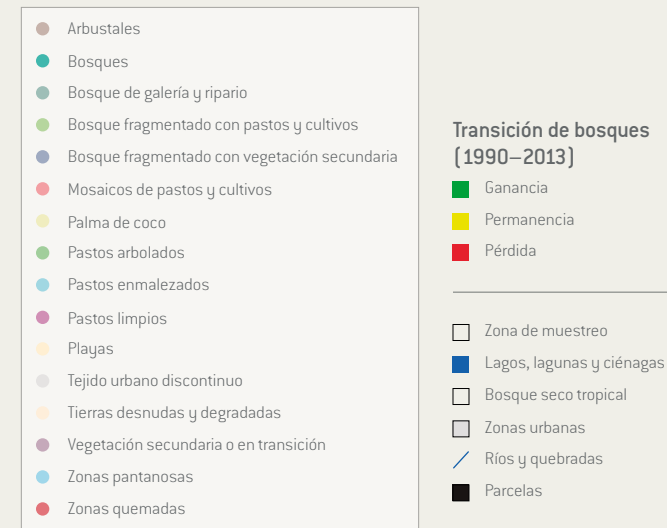 Arbustales
Bosques
Bosque de galería y ripario
Bosque fragmentado con pastos y cultivos
Bosque fragmentado con vegetación secundaria
Mosaicos de pastos y cultivos
Palma de coco
Pastos arbolados
Pastos enmalezados
Pastos limpios
Playas
Tejido urbano discontinuo
Tierras desnudas y degradadas
Vegetación secundaria o en transición
Zonas pantanosas
Zonas quemadas
Transición de bosques
(1990–2013)
Ganancia
Permanencia
Pérdida
Zona de muestreo
Lagos, lagunas y ciénagas
Bosque seco tropical
Zonas urbanas
Ríos y quebradas
Parcelas